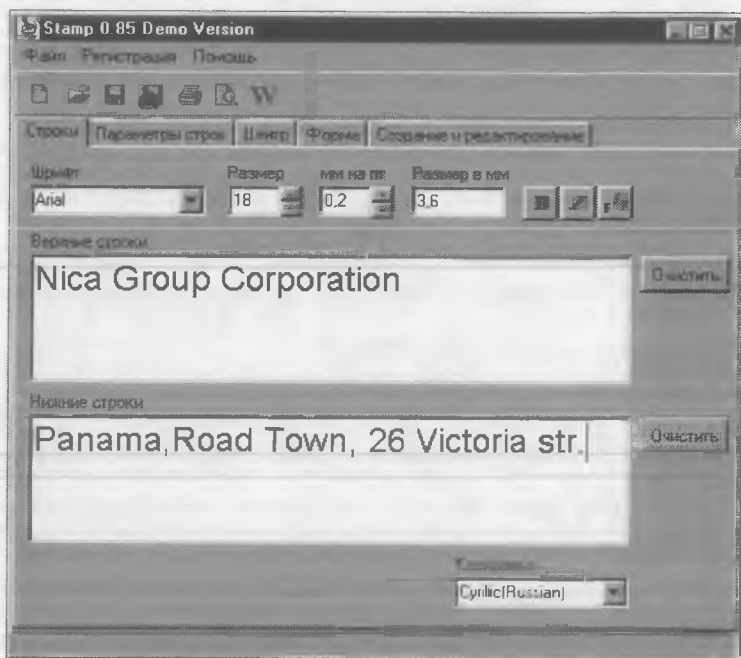 Stamp 0.85 Demo Version
Файл Регистрация Помощь
W
Строки Параметры строк Центр Форма Создание и редактирование
Шрифт Размер мм на пт Размер в мм
Arial 18 0,2 3,6
Верхние строки
Nica Group Corporation
Очистить
Нижние строки
Panama,Road Town, 26 Victoria str.
Очистить
Cyrillic(Russian)